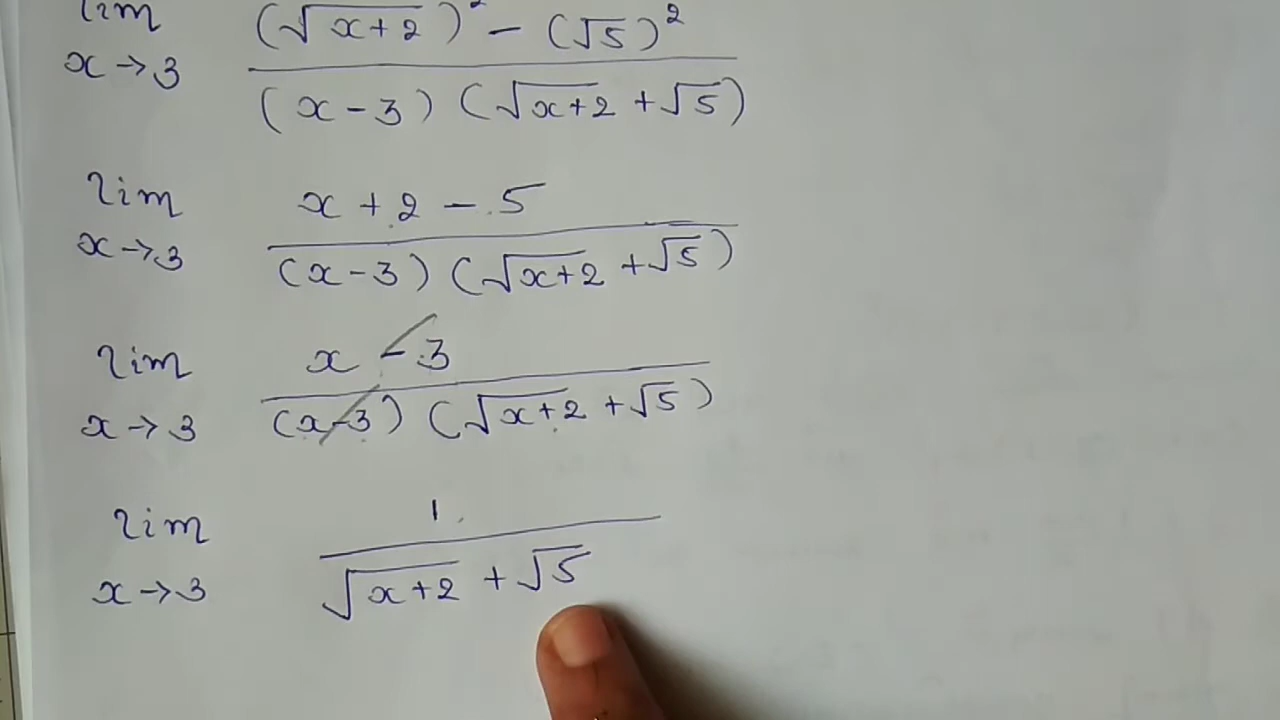 lim (√x+2)² - (√5)²
x→3 (x-3) (√x+2 +√5)
lim x+2-5
x→3 (x-3) (√x+2 +√5)
lim x-3
x→3 (x-3) (√x+2 +√5)
lim 1
x→3 √x+2 + √5